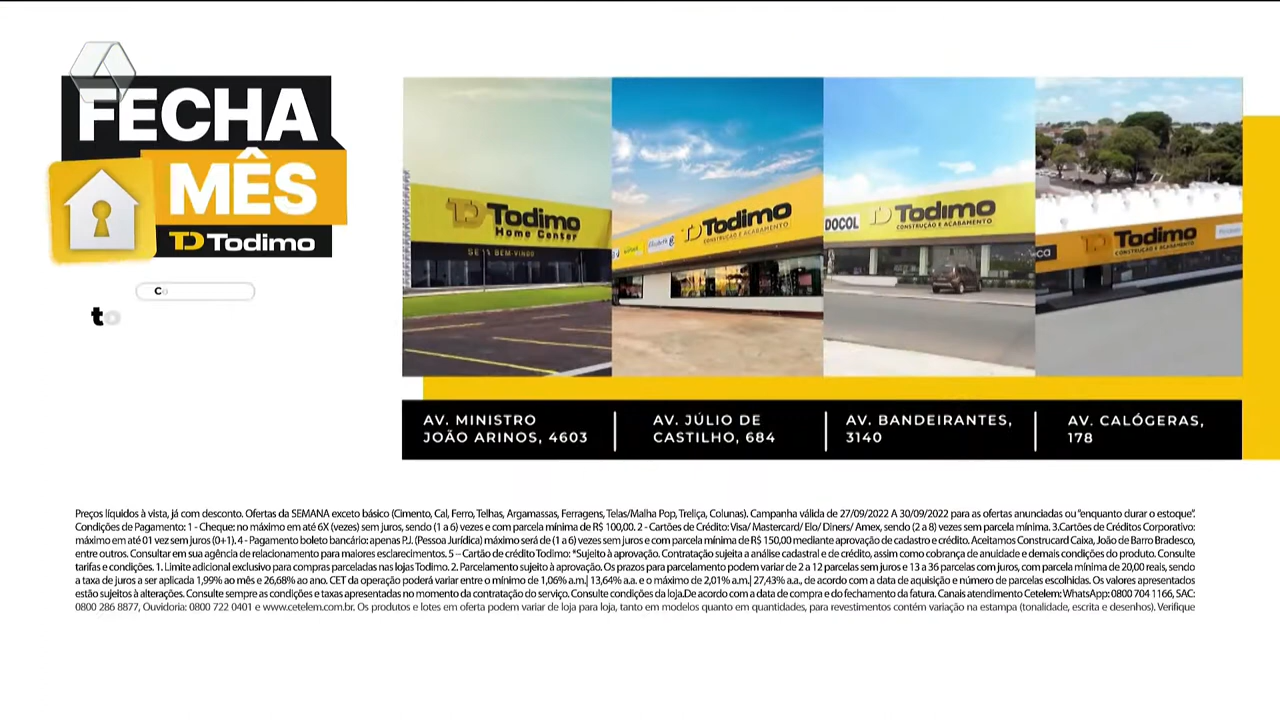 FECHA
MÊS
TD Todimo
C
to
TD Todimo
Home Center
BEM-VINDO
TD Todimo
CONSTRUÇÃO E ACABAMENTO
DOCOL
TD Todimo
CONSTRUÇÃO E ACABAMENTO
ca
TD Todimo
CONSTRUÇÃO E ACABAMENTO
AV. MINISTRO
JOÃO ARINOS, 4603
AV. JÚLIO DE
CASTILHO, 684
AV. BANDEIRANTES,
3140
AV. CALÓGERAS,
178
Preços líquidos à vista, já com desconto. Ofertas da SEMANA exceto básico (Cimento, Cal, Ferro, Telhas, Argamassas, Ferragens, Telas/Malha Pop, Treliça, Colunas). Campanha válida de 27/09/2022 A 30/09/2022 para as ofertas anunciadas ou “enquanto durar o estoque”.
Condições de Pagamento: 1 - Cheque: no máximo em até 6X (vezes) sem juros, sendo (1 a 6) vezes e com parcela mínima de R$ 100,00. 2 - Cartões de Crédito: Visa/ Mastercard/ Elo/ Diners/ Amex, sendo (2 a 8) vezes sem parcela mínima. 3.Cartões de Créditos Corporativo:
máximo em até 01 vez sem juros (0+1). 4 - Pagamento boleto bancário: apenas P.J. (Pessoa Jurídica) máximo será de (1 a 6) vezes sem juros e com parcela mínima de R$ 150,00 mediante aprovação de cadastro e crédito. Aceitamos Construcard Caixa, João de Barro Bradesco,
entre outros. Consultar em sua agência de relacionamento para maiores esclarecimentos. 5 – Cartão de crédito Todimo: *Sujeito à aprovação. Contratação sujeita a análise cadastral e de crédito, assim como cobrança de anuidade e demais condições do produto. Consulte
tarifas e condições. 1. Limite adicional exclusivo para compras parceladas nas lojas Todimo. 2. Parcelamento sujeito à aprovação. Os prazos para parcelamento podem variar de 2 a 12 parcelas sem juros e 13 a 36 parcelas com juros, com parcela mínima de 20,00 reais, sendo
a taxa de juros a ser aplicada 1,99% ao mês e 26,68% ao ano. CET da operação poderá variar entre o mínimo de 1,06% a.m.| 13,64% a.a. e o máximo de 2,01% a.m.| 27,43% a.a., de acordo com a data de aquisição e número de parcelas escolhidas. Os valores apresentados
estão sujeitos à alterações. Consulte sempre as condições e taxas apresentadas no momento da contratação do serviço. Consulte condições da loja.De acordo com a data de compra e do fechamento da fatura. Canais atendimento Cetelem: WhatsApp: 0800 704 1166, SAC:
0800 286 8877, Ouvidoria: 0800 722 0401 e www.cetelem.com.br. Os produtos e lotes em oferta podem variar de loja para loja, tanto em modelos quanto em quantidades, para revestimentos contém variação na estampa (tonalidade, escrita e desenhos). Verifique